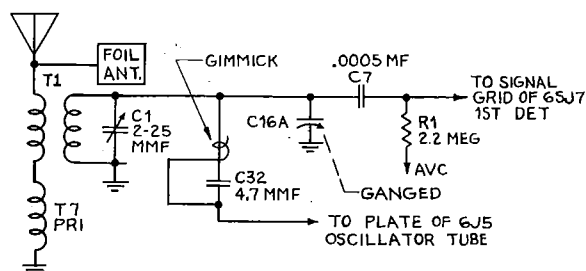 FOIL
ANT.
T1
GIMMICK
.0005 MF
C7
TO SIGNAL
GRID OF 6SJ7
1ST DET
C1
2-25
MMF
C16A
R1
2.2 MEG
C32
4.7 MMF
AVC
GANGED
T7
PRI
TO PLATE OF 6J5
OSCILLATOR TUBE